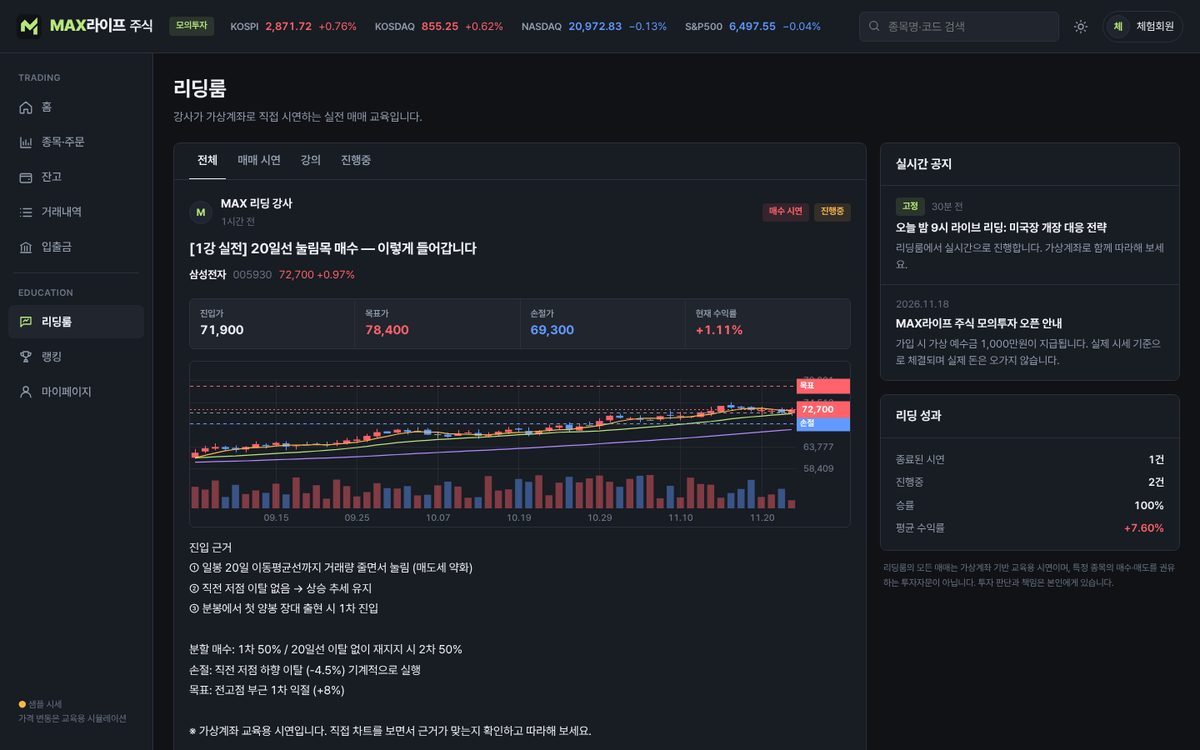 MAX라이프 주식 모의투자 KOSPI 2,871.72 +0.76% KOSDAQ 855.25 +0.62% NASDAQ 20,972.83 −0.13% S&P500 6,497.55 −0.04% 종목명·코드 검색 체 체험회원
TRADING
홈
종목·주문
잔고
거래내역
입출금
EDUCATION
리딩룸
랭킹
마이페이지
샘플 시세
가격 변동은 교육용 시뮬레이션
리딩룸
강사가 가상계좌로 직접 시연하는 실전 매매 교육입니다.
전체 매매 시연 강의 진행중
M MAX 리딩 강사
1시간 전
매수 시연 진행중
[1강 실전] 20일선 눌림목 매수 — 이렇게 들어갑니다
삼성전자 005930 72,700 +0.97%
진입가 목표가 손절가 현재 수익률
71,900 78,400 69,300 +1.11%
목표
72,700
손절
63,777
58,409
09.15 09.25 10.07 10.19 10.29 11.10 11.20
진입 근거
① 일봉 20일 이동평균선까지 거래량 줄면서 눌림 (매도세 약화)
② 직전 저점 이탈 없음 → 상승 추세 유지
③ 분봉에서 첫 양봉 장대 출현 시 1차 진입
분할 매수: 1차 50% / 20일선 이탈 없이 재지지 시 2차 50%
손절: 직전 저점 하향 이탈 (-4.5%) 기계적으로 실행
목표: 전고점 부근 1차 익절 (+8%)
※ 가상계좌 교육용 시연입니다. 직접 차트를 보면서 근거가 맞는지 확인하고 따라해 보세요.
실시간 공지
고정 30분 전
오늘 밤 9시 라이브 리딩: 미국장 개장 대응 전략
리딩룸에서 실시간으로 진행합니다. 가상계좌로 함께 따라해 보세
요.
2026.11.18
MAX라이프 주식 모의투자 오픈 안내
가입 시 가상 예수금 1,000만원이 지급됩니다. 실제 시세 기준으
로 체결되며 실제 돈은 오가지 않습니다.
리딩 성과
종료된 시연 1건
진행중 2건
승률 100%
평균 수익률 +7.60%
리딩룸의 모든 매매는 가상계좌 기반 교육용 시연이며, 특정 종목의 매수·매도를 권유
하는 투자자문이 아닙니다. 투자 판단과 책임은 본인에게 있습니다.